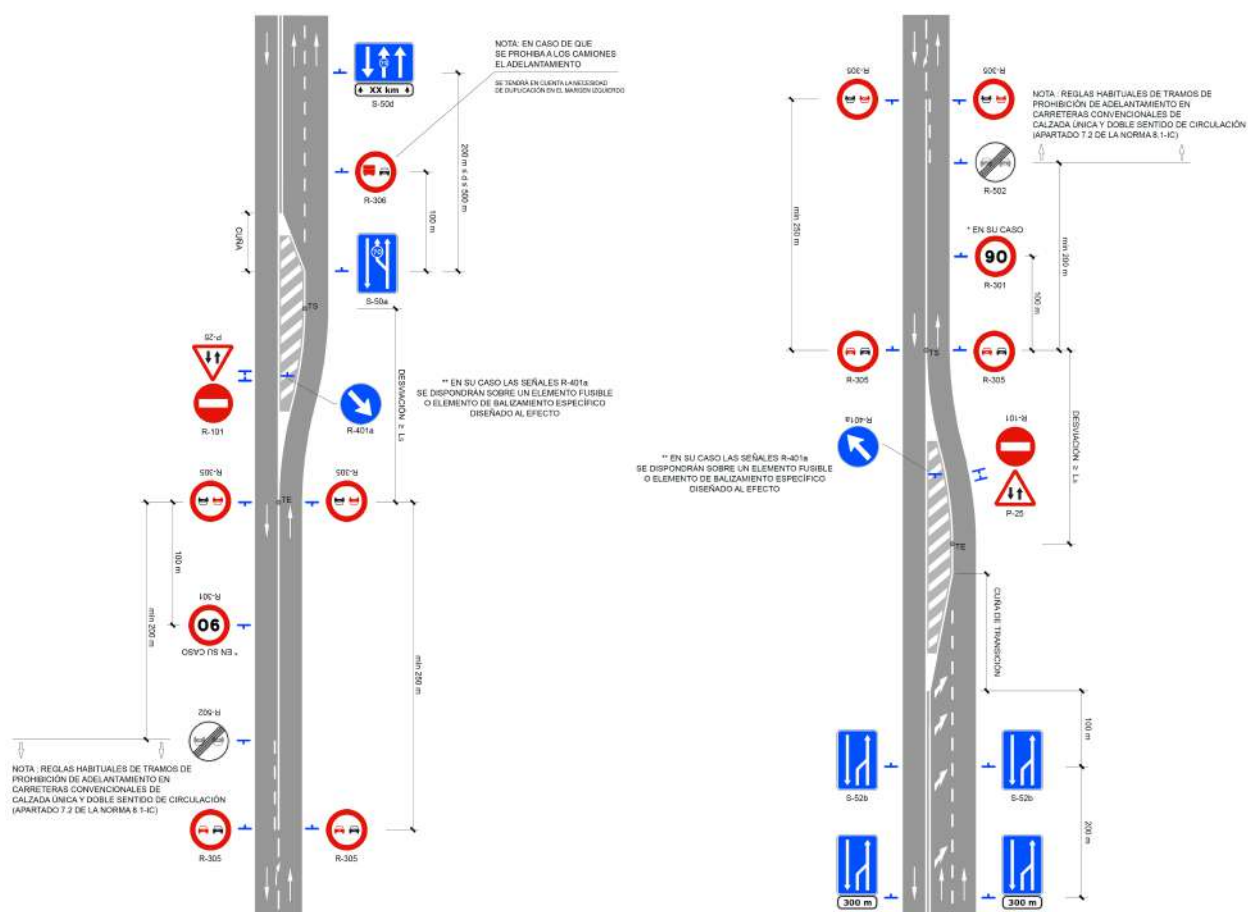 NOTA: EN CASO DE QUE
SE PROHIBA A LOS CAMIONES
EL ADELANTAMIENTO
SE TENDRÁ EN CUENTA LA NECESIDAD
DE DUPLICACIÓN EN EL MARGEN IZQUIERDO
XX km
S-50d
R-306
200 m ≤ d ≤ 500 m
100 m
CUÑA
70
S-50a
TS
P-25
R-101
R-401a
** EN SU CASO LAS SEÑALES R-401a
SE DISPONDRÁN SOBRE UN ELEMENTO FUSIBLE
O ELEMENTO DE BALIZAMIENTO ESPECÍFICO
DISEÑADO AL EFECTO
DESVIACIÓN ≥ Ls
R-305
R-305
TE
100 m
min 200 m
R-301
90
* EN SU CASO
min 250 m
R-502
NOTA : REGLAS HABITUALES DE TRAMOS DE
PROHIBICIÓN DE ADELANTAMIENTO EN
CARRETERAS CONVENCIONALES DE
CALZADA ÚNICA Y DOBLE SENTIDO DE CIRCULACIÓN
(APARTADO 7.2 DE LA NORMA 8.1-IC)
R-305
R-305
R-305
R-305
NOTA : REGLAS HABITUALES DE TRAMOS DE
PROHIBICIÓN DE ADELANTAMIENTO EN
CARRETERAS CONVENCIONALES DE
CALZADA ÚNICA Y DOBLE SENTIDO DE CIRCULACIÓN
(APARTADO 7.2 DE LA NORMA 8.1-IC)
R-502
min 250 m
min 200 m
* EN SU CASO
90
R-301
100 m
TS
R-305
R-305
R-401a
R-101
** EN SU CASO LAS SEÑALES R-401a
SE DISPONDRÁN SOBRE UN ELEMENTO FUSIBLE
O ELEMENTO DE BALIZAMIENTO ESPECÍFICO
DISEÑADO AL EFECTO
P-25
DESVIACIÓN ≥ Ls
TE
CUÑA DE TRANSICIÓN
100 m
S-52b
S-52b
200 m
300 m
300 m